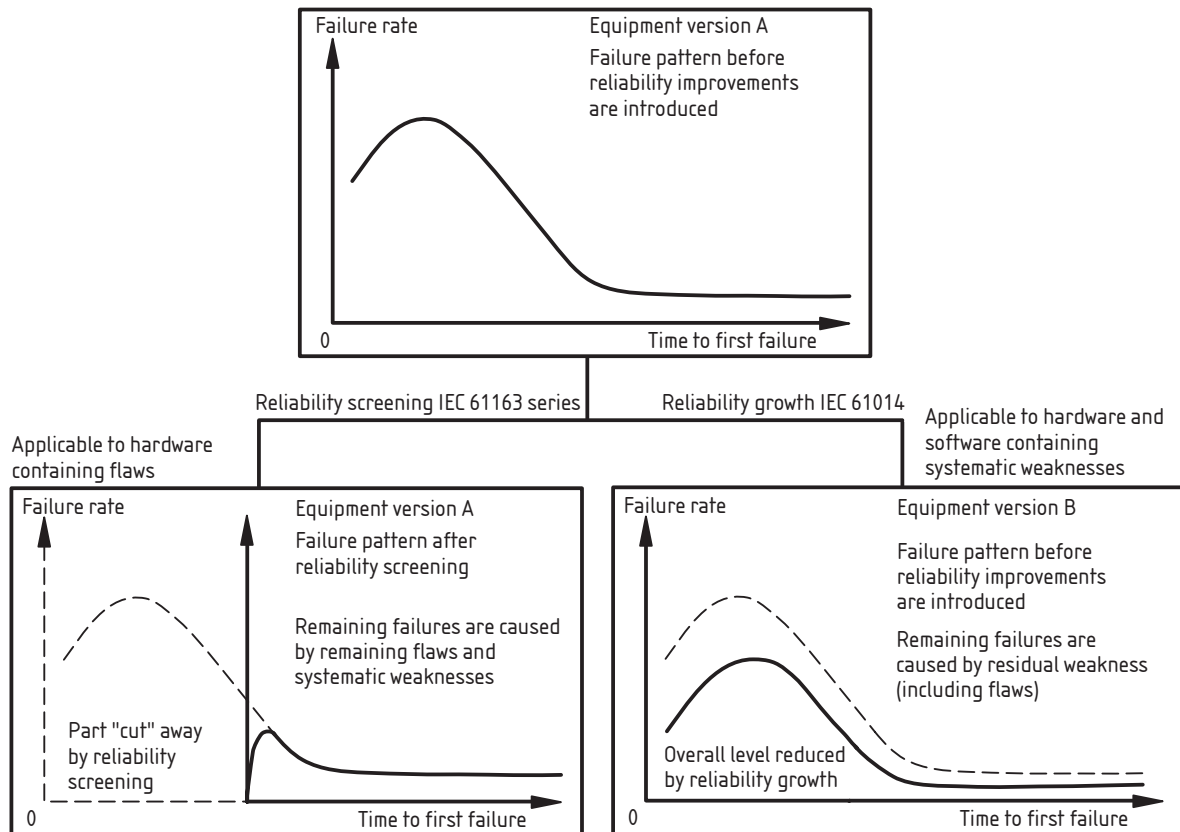 Failure rate
Equipment version A
Failure pattern before
reliability improvements
are introduced
0
Time to first failure
Reliability screening IEC 61163 series
Reliability growth IEC 61014
Applicable to hardware
containing flaws
Applicable to hardware and
software containing
systematic weaknesses
Failure rate
Equipment version A
Failure pattern after
reliability screening
Remaining failures are caused
by remaining flaws and
systematic weaknesses
Part "cut" away
by reliability
screening
0
Time to first failure
Failure rate
Equipment version B
Failure pattern before
reliability improvements
are introduced
Remaining failures are
caused by residual weakness
(including flaws)
Overall level reduced
by reliability growth
0
Time to first failure